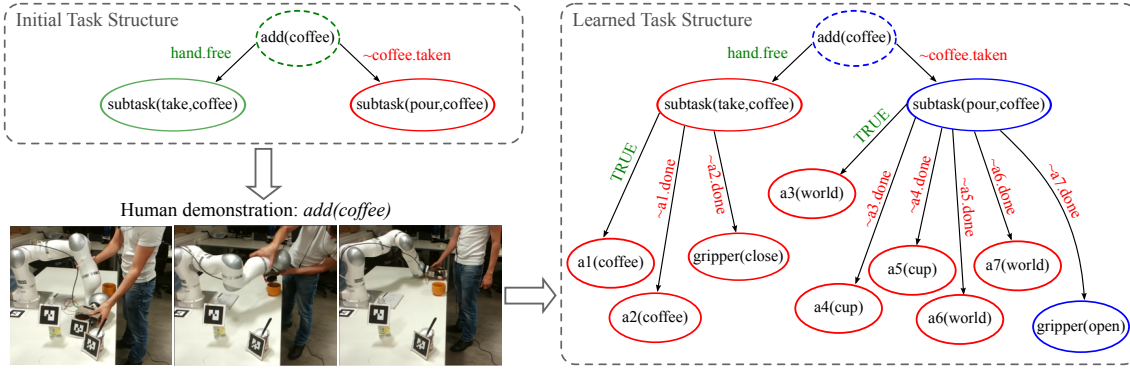 Initial Task Structure
add(coffee)
hand.free
~coffee.taken
subtask(take,coffee)
subtask(pour,coffee)
Human demonstration: add(coffee)
Learned Task Structure
add(coffee)
hand.free
~coffee.taken
subtask(take,coffee)
subtask(pour,coffee)
TRUE
~a1.done
~a2.done
TRUE
~a3.done
~a4.done
~a5.done
~a6.done
~a7.done
a3(world)
a1(coffee)
gripper(close)
a2(coffee)
a5(cup)
a7(world)
a4(cup)
a6(world)
gripper(open)